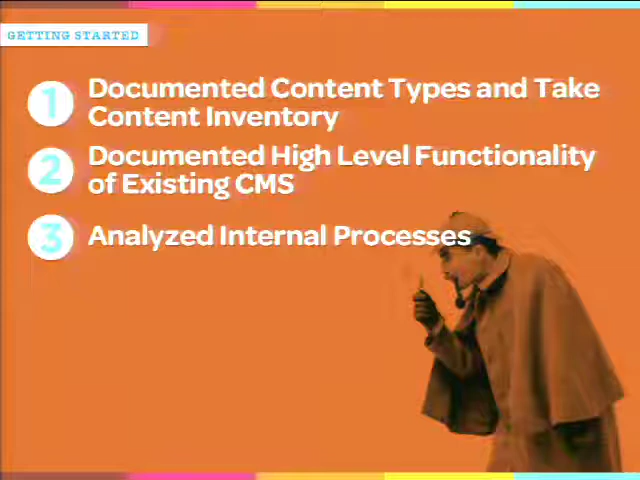 GETTING STARTED
1 Documented Content Types and Take
Content Inventory
2 Documented High Level Functionality
of Existing CMS
3 Analyzed Internal Processes